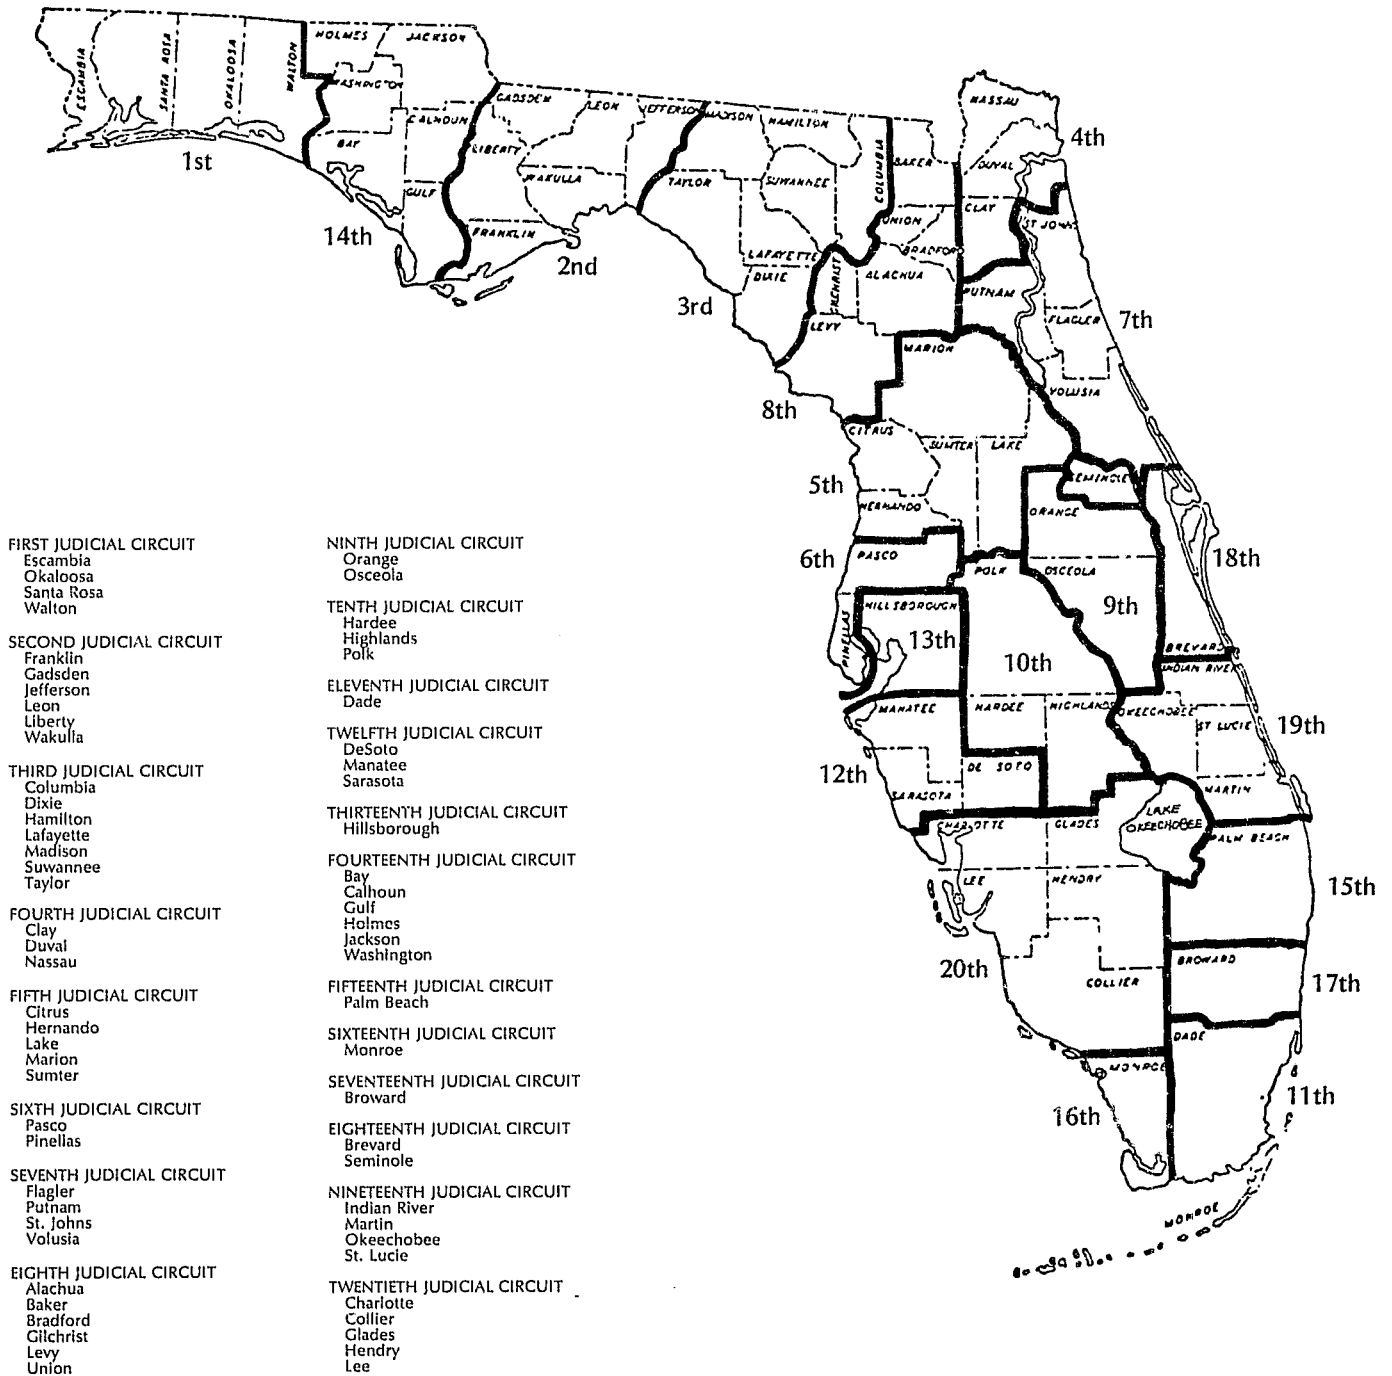 HOLMES
JACKSON
ESCAMBIA
SANTA ROSA
OKALOOSA
WALTON
WASHINGTON
CALHOUN
BAY
GULF
GADSDEN
LEON
JEFFERSON
LIBERTY
WAKULLA
FRANKLIN
MADISON
HAMILTON
TAYLOR
SUWANNEE
COLUMBIA
LAFAYETTE
DIXIE
NASSAU
DUVAL
BAKER
CLAY
UNION
BRADFORD
ST JOHNS
GILCHRIST
ALACHUA
PUTNAM
LEVY
FLAGLER
MARION
VOLUSIA
CITRUS
SUMTER
LAKE
SEMINOLE
HERNANDO
ORANGE
PASCO
POLK
OSCEOLA
HILLSBOROUGH
PINELLAS
BREVARD
INDIAN RIVER
MANATEE
HARDEE
HIGHLANDS
OKEECHOBEE
ST LUCIE
DE SOTO
SARASOTA
MARTIN
CHARLOTTE
GLADES
LAKE
OKEECHOBEE
PALM BEACH
LEE
HENDRY
BROWARD
COLLIER
DADE
MONROE
MONROE
1st
14th
2nd
3rd
4th
7th
8th
5th
6th
18th
9th
13th
10th
19th
12th
15th
20th
17th
16th
11th
FIRST JUDICIAL CIRCUIT
Escambia
Okaloosa
Santa Rosa
Walton
SECOND JUDICIAL CIRCUIT
Franklin
Gadsden
Jefferson
Leon
Liberty
Wakulla
THIRD JUDICIAL CIRCUIT
Columbia
Dixie
Hamilton
Lafayette
Madison
Suwannee
Taylor
FOURTH JUDICIAL CIRCUIT
Clay
Duval
Nassau
FIFTH JUDICIAL CIRCUIT
Citrus
Hernando
Lake
Marion
Sumter
SIXTH JUDICIAL CIRCUIT
Pasco
Pinellas
SEVENTH JUDICIAL CIRCUIT
Flagler
Putnam
St. Johns
Volusia
EIGHTH JUDICIAL CIRCUIT
Alachua
Baker
Bradford
Gilchrist
Levy
Union
NINTH JUDICIAL CIRCUIT
Orange
Osceola
TENTH JUDICIAL CIRCUIT
Hardee
Highlands
Polk
ELEVENTH JUDICIAL CIRCUIT
Dade
TWELFTH JUDICIAL CIRCUIT
DeSoto
Manatee
Sarasota
THIRTEENTH JUDICIAL CIRCUIT
Hillsborough
FOURTEENTH JUDICIAL CIRCUIT
Bay
Calhoun
Gulf
Holmes
Jackson
Washington
FIFTEENTH JUDICIAL CIRCUIT
Palm Beach
SIXTEENTH JUDICIAL CIRCUIT
Monroe
SEVENTEENTH JUDICIAL CIRCUIT
Broward
EIGHTEENTH JUDICIAL CIRCUIT
Brevard
Seminole
NINETEENTH JUDICIAL CIRCUIT
Indian River
Martin
Okeechobee
St. Lucie
TWENTIETH JUDICIAL CIRCUIT
Charlotte
Collier
Glades
Hendry
Lee